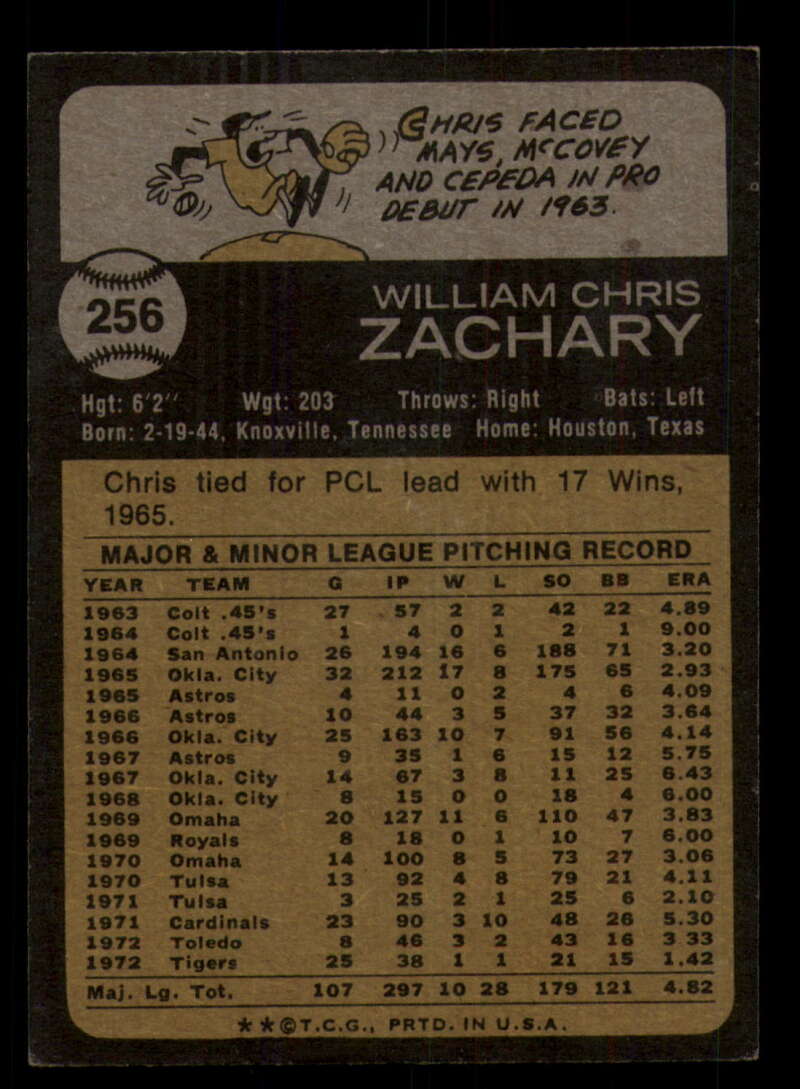 CHRIS FACED
MAYS, McCOVEY
AND CEPEDA IN PRO
DEBUT IN 1963.
256
WILLIAM CHRIS
ZACHARY
Hgt: 6'2" Wgt: 203 Throws: Right Bats: Left
Born: 2-19-44, Knoxville, Tennessee Home: Houston, Texas
Chris tied for PCL lead with 17 Wins,
1965.
MAJOR & MINOR LEAGUE PITCHING RECORD
YEAR TEAM G IP W L SO BB ERA
1963 Colt .45's 27 57 2 2 42 22 4.89
1964 Colt .45's 1 4 0 1 2 1 9.00
1964 San Antonio 26 194 16 6 188 71 3.20
1965 Okla. City 32 212 17 8 175 65 2.93
1965 Astros 4 11 0 2 4 6 4.09
1966 Astros 10 44 3 5 37 32 3.64
1966 Okla. City 25 163 10 7 91 56 4.14
1967 Astros 9 35 1 6 15 12 5.75
1967 Okla. City 14 67 3 8 11 25 6.43
1968 Okla. City 8 15 0 0 18 4 6.00
1969 Omaha 20 127 11 6 110 47 3.83
1969 Royals 8 18 0 1 10 7 6.00
1970 Omaha 14 100 8 5 73 27 3.06
1970 Tulsa 13 92 4 8 79 21 4.11
1971 Tulsa 3 25 2 1 25 6 2.10
1971 Cardinals 23 90 3 10 48 26 5.30
1972 Toledo 8 46 3 2 43 16 3 33
1972 Tigers 25 38 1 1 21 15 1.42
Maj. Lg. Tot. 107 297 10 28 179 121 4.82
★★©T.C.G., PRTD. IN U.S.A.